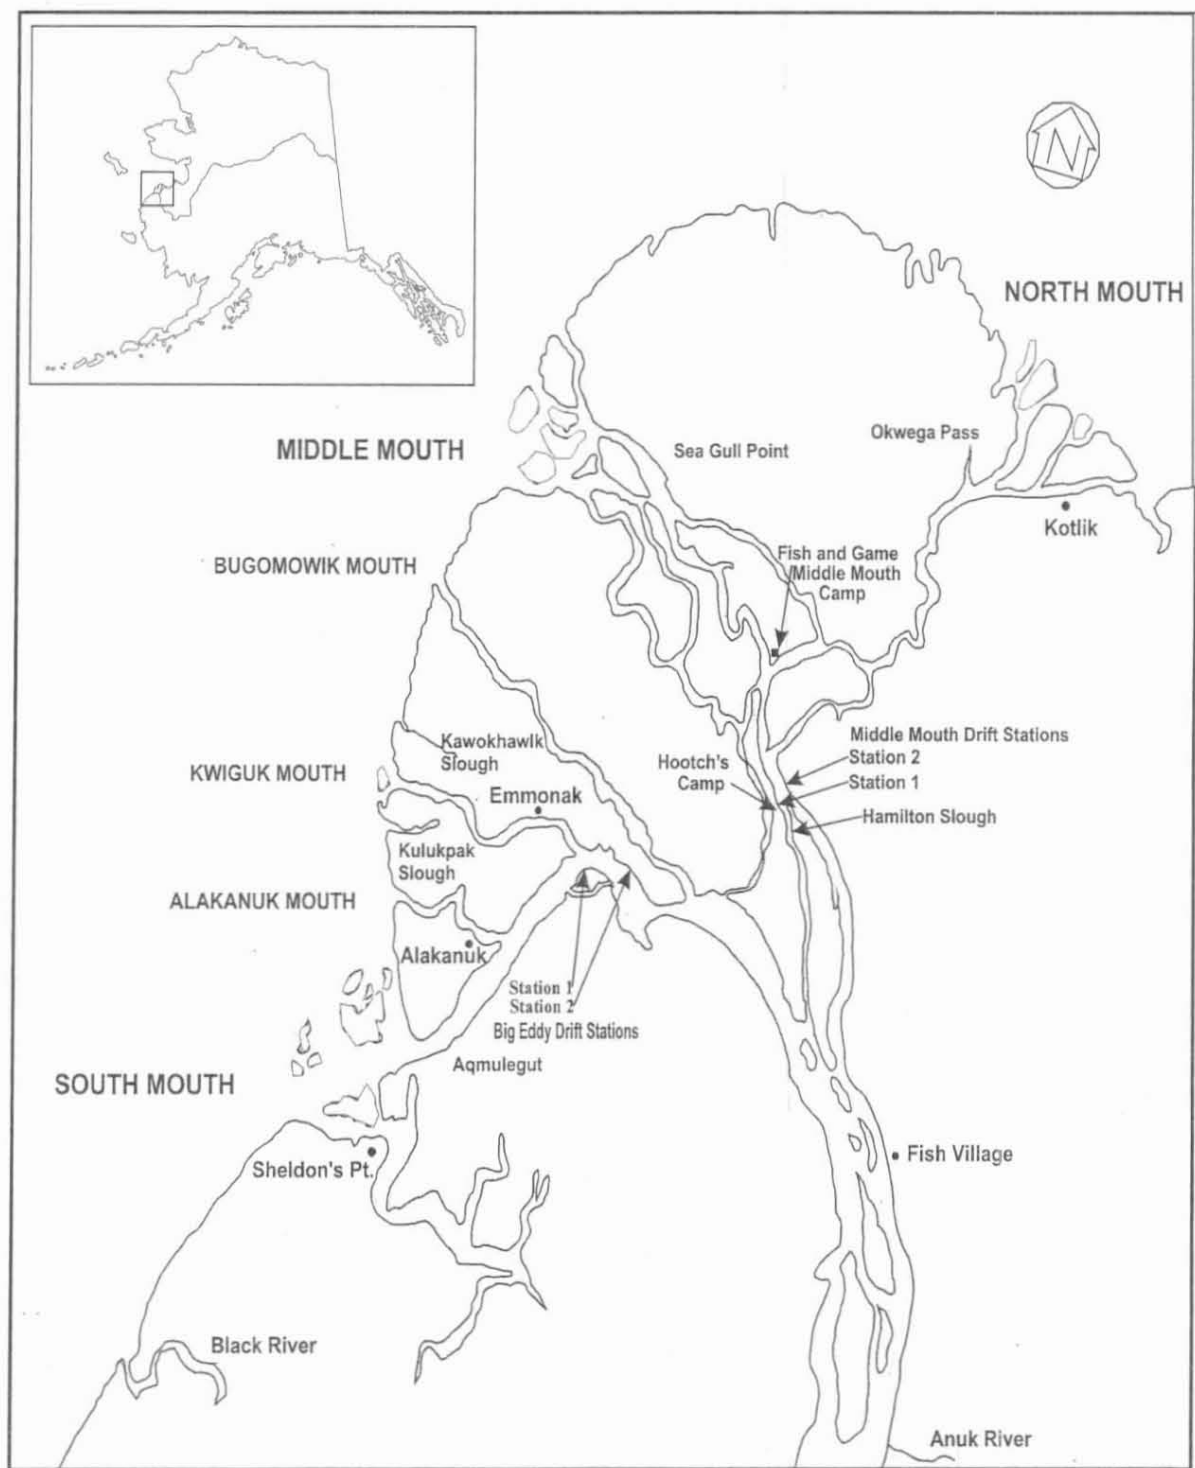 N
NORTH MOUTH
MIDDLE MOUTH
Sea Gull Point
Okwega Pass
Kotlik
BUGOMOWIK MOUTH
Fish and Game
Middle Mouth
Camp
Kawokhawlk
Slough
KWIGUK MOUTH
Emmonak
Hootch's
Camp
Middle Mouth Drift Stations
Station 2
Station 1
Hamilton Slough
Kulukpak
Slough
ALAKANUK MOUTH
Alakanuk
Station 1
Station 2
Big Eddy Drift Stations
Aqmulegut
SOUTH MOUTH
Sheldon's Pt.
Fish Village
Black River
Anuk River